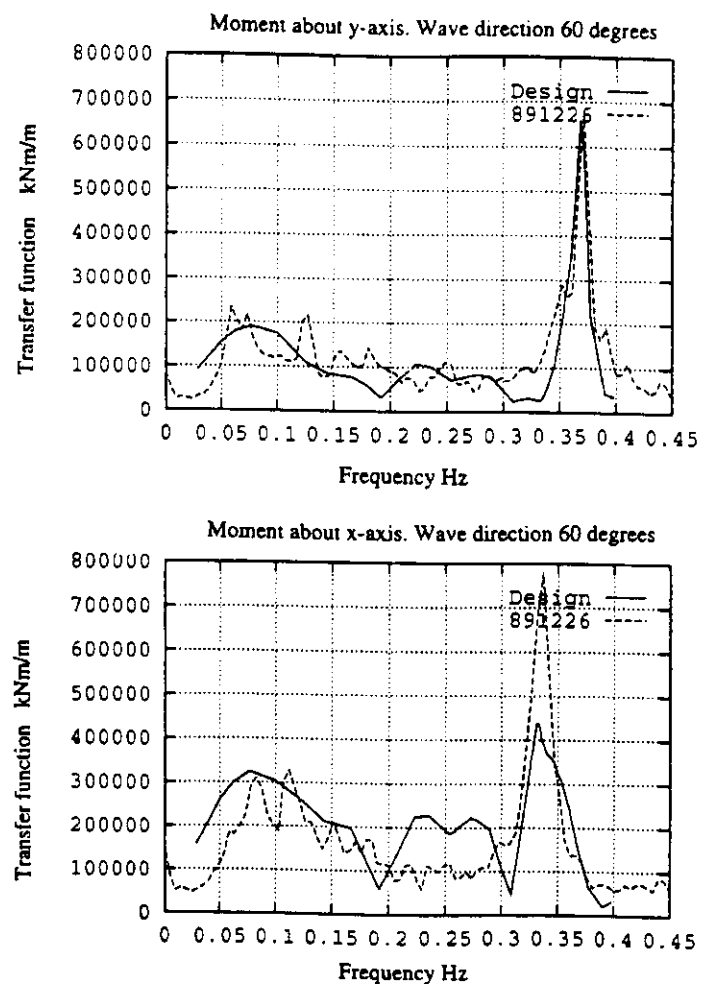 Moment about y-axis. Wave direction 60 degrees
800000
700000
600000
500000
400000
300000
200000
100000
0
Transfer function kNm/m
Design
891226
0 0.05 0.1 0.15 0.2 0.25 0.3 0.35 0.4 0.45
Frequency Hz
Moment about x-axis. Wave direction 60 degrees
800000
700000
600000
500000
400000
300000
200000
100000
0
Transfer function kNm/m
Design
891226
0 0.05 0.1 0.15 0.2 0.25 0.3 0.35 0.4 0.45
Frequency Hz